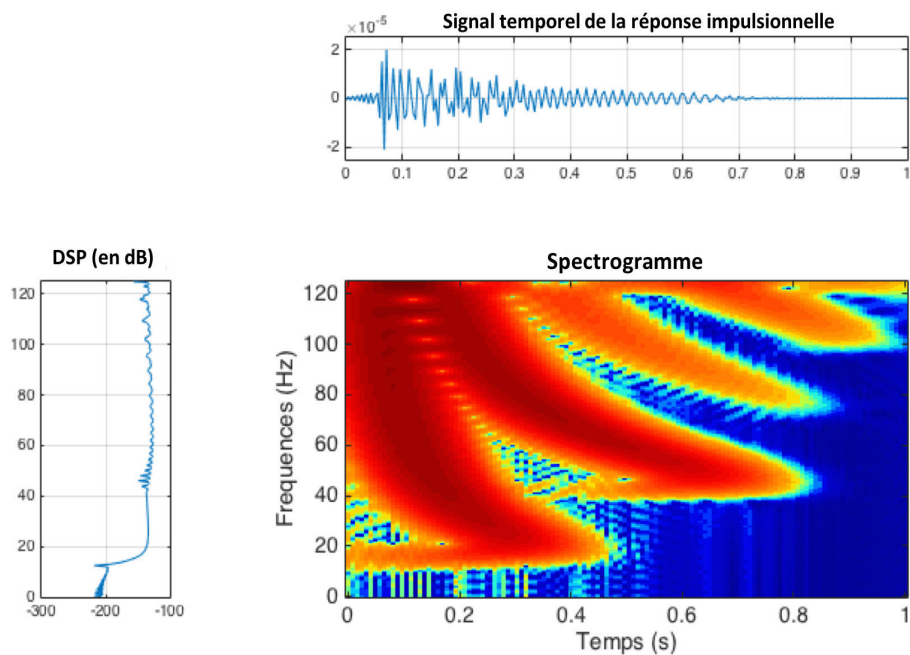 Signal temporel de la réponse impulsionnelle
×10⁻⁵
2
0
-2
0 0.1 0.2 0.3 0.4 0.5 0.6 0.7 0.8 0.9 1
DSP (en dB)
120
100
80
60
40
20
0
-300 -200 -100
Spectrogramme
Frequences (Hz)
120
100
80
60
40
20
0
0 0.2 0.4 0.6 0.8 1
Temps (s)